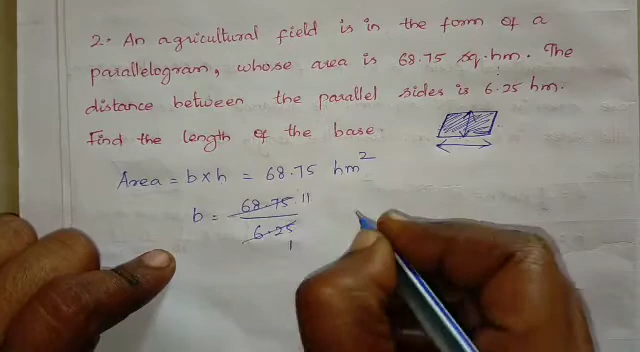 2. An agricultural field is in the form of a
parallelogram, whose area is 68.75 sq.hm. The
distance between the parallel sides is 6.25 hm.
Find the length of the base.
Area = b x h = 68.75 hm²
b = 68.75 11
6.25
1